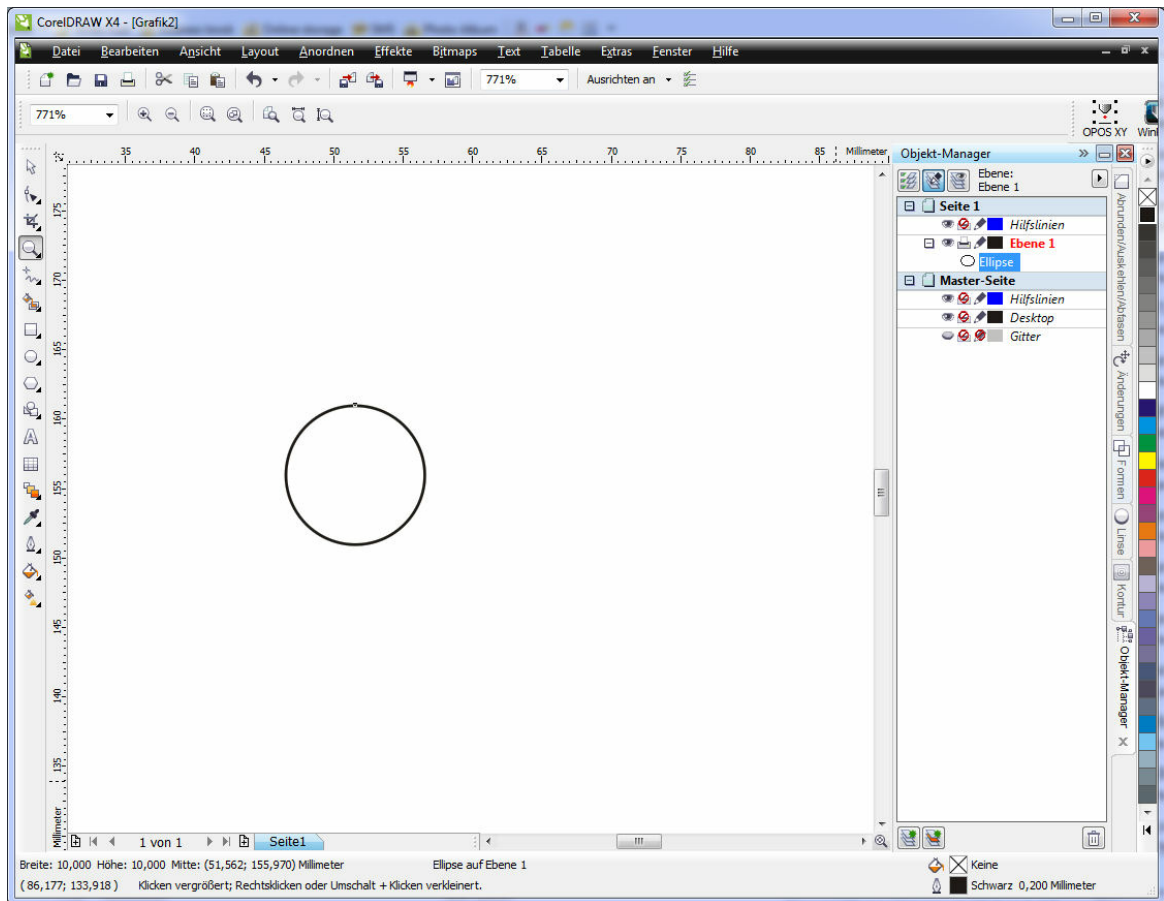 CorelDRAW X4 - [Grafik2]
Datei Bearbeiten Ansicht Layout Anordnen Effekte Bitmaps Text Tabelle Extras Fenster Hilfe
771% Ausrichten an
771%
OPOS XY
35 40 45 50 55 60 65 70 75 80 85 Millimeter
175
170
165
160
155
150
145
140
135
Millimeter
Objekt-Manager
Ebene:
Ebene 1
Seite 1
Hilfslinien
Ebene 1
Ellipse
Master-Seite
Hilfslinien
Desktop
Gitter
Abrunden/Auskehlen/Abfasen
Änderungen
Formen
Linse
Kontur
Objekt-Manager
1 von 1 Seite1
Breite: 10,000 Höhe: 10,000 Mitte: (51,562; 155,970) Millimeter Ellipse auf Ebene 1 Keine
(86,177; 133,918) Klicken vergrößert; Rechtsklicken oder Umschalt + Klicken verkleinert. Schwarz 0,200 Millimeter